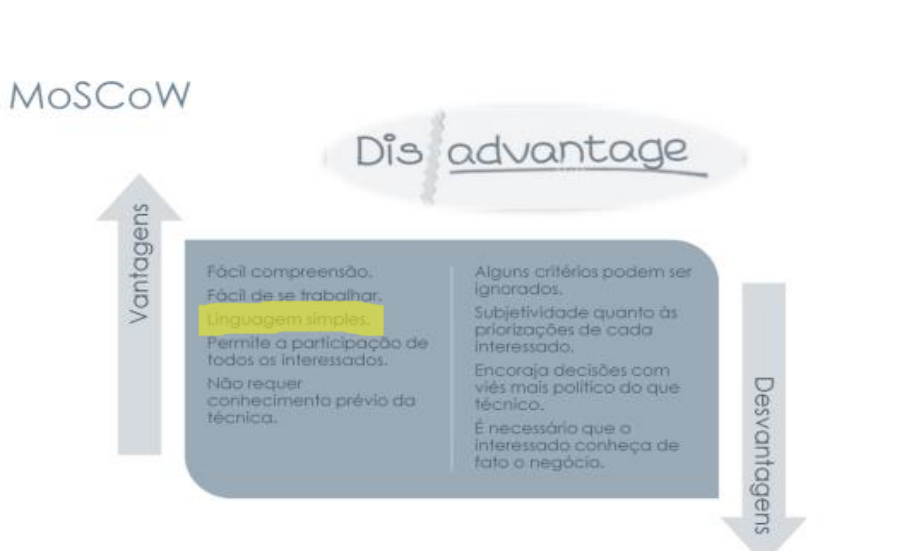 MoSCoW
Dis advantage
Vantagens
Fácil compreensão.
Fácil de se trabalhar.
Linguagem simples.
Permite a participação de
todos os interessados.
Não requer
conhecimento prévio da
técnica.
Alguns critérios podem ser
ignorados.
Subjetividade quanto às
priorizações de cada
interessado.
Encoraja decisões com
viés mais político do que
técnico.
É necessário que o
interessado conheça de
fato o negócio.
Desvantagens